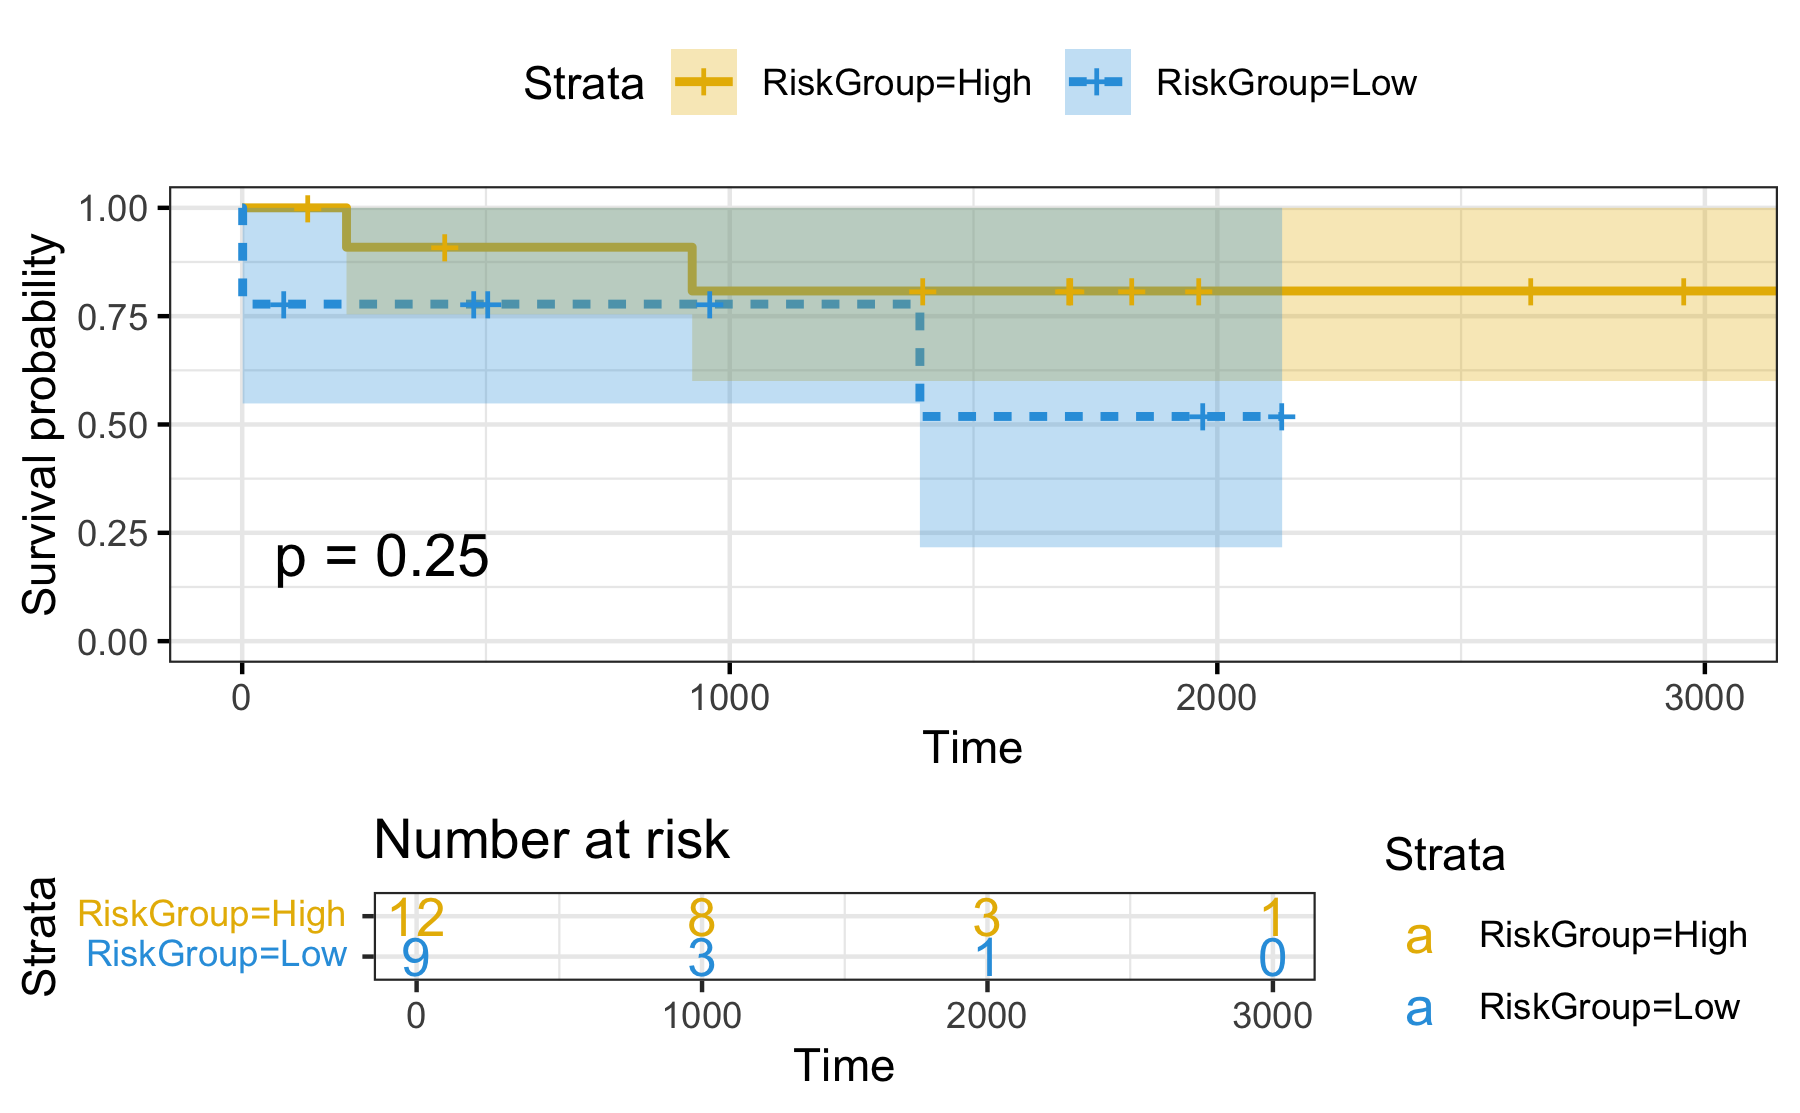 Strata RiskGroup=High RiskGroup=Low
Survival probability
1.00
0.75
0.50
0.25
0.00
p = 0.25
0 1000 2000 3000
Time
Number at risk
Strata
RiskGroup=High 12 8 3 1
RiskGroup=Low 9 3 1 0
0 1000 2000 3000
Time
Strata
a RiskGroup=High
a RiskGroup=Low